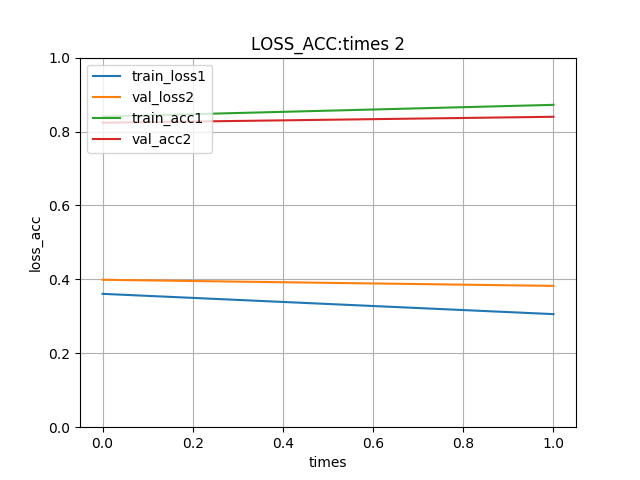 LOSS_ACC:times 2
1.0
0.8
0.6
0.4
0.2
0.0
loss_acc
train_loss1
val_loss2
train_acc1
val_acc2
0.0 0.2 0.4 0.6 0.8 1.0
times